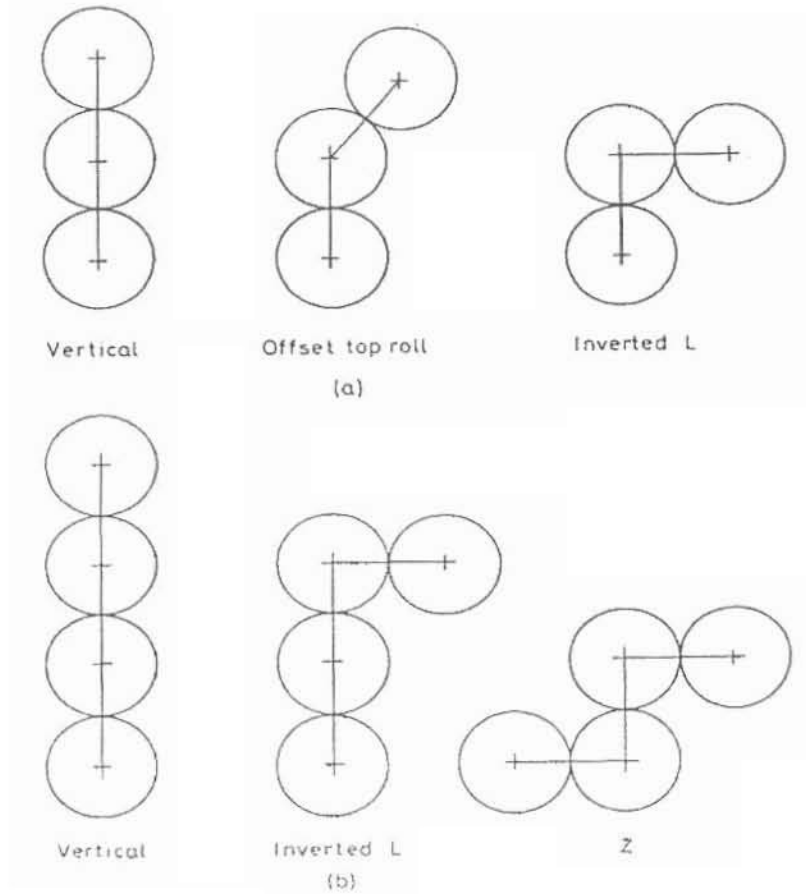 Vertical
Offset top roll
Inverted L
(a)
Vertical
Inverted L
Z
(b)